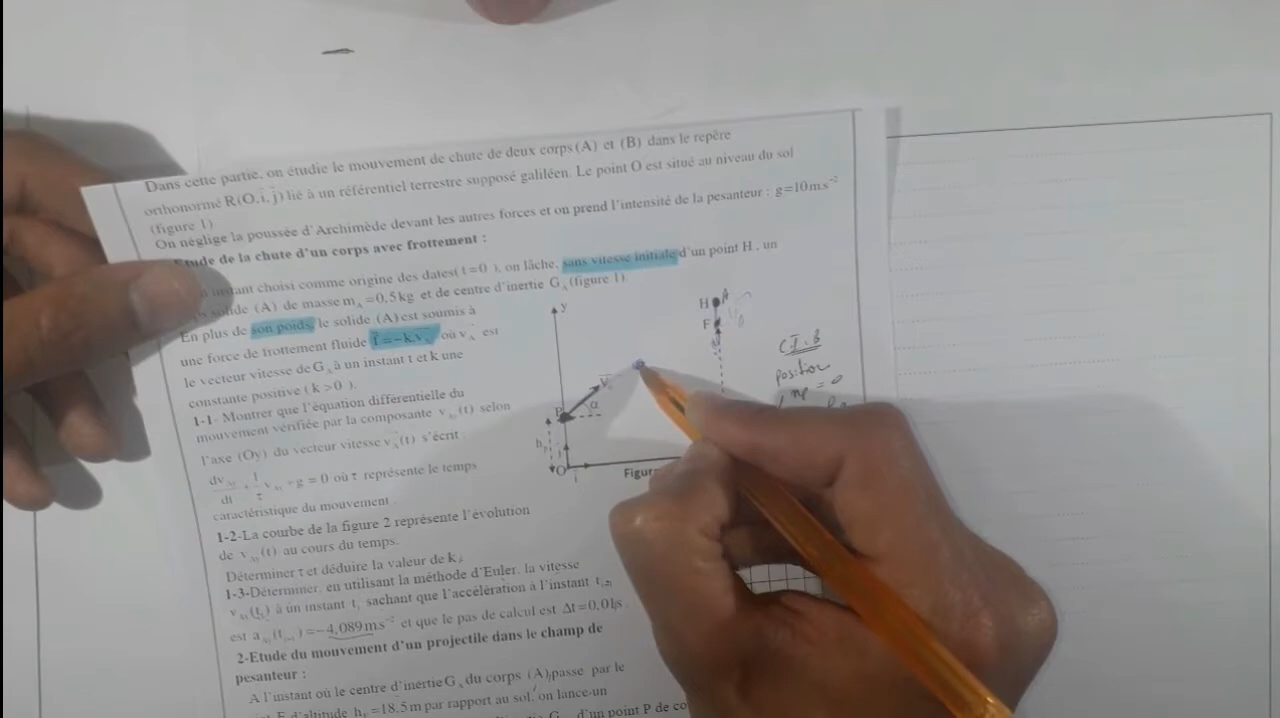 Dans cette partie, on étudie le mouvement de chute de deux corps (A) et (B) dans le repère
orthonormé R(O, i, j) lié à un référentiel terrestre supposé galiléen. Le point O est situé au niveau du sol
(figure 1)
On néglige la poussée d'Archimède devant les autres forces et on prend l'intensité de la pesanteur : g=10m.s⁻²
tude de la chute d'un corps avec frottement :
instant choisi comme origine des dates (t=0), on lâche, sans vitesse initiale d'un point H, un
solide (A) de masse m_A=0,5kg et de centre d'inertie G_A (figure 1).
En plus de son poids, le solide (A) est soumis à
une force de frottement fluide f=-k.v_A où v_A est
le vecteur vitesse de G_A à un instant t et k une
constante positive (k>0).
1-1- Montrer que l'équation différentielle du
mouvement vérifiée par la composante v_Ay(t) selon
l'axe (Oy) du vecteur vitesse v_A(t) s'écrit :
dv_Ay/dt + 1/τ v_Ay + g = 0 où τ représente le temps
caractéristique du mouvement
1-2-La courbe de la figure 2 représente l'évolution
de v_Ay(t) au cours du temps.
Déterminer τ et déduire la valeur de k.
1-3-Déterminer, en utilisant la méthode d'Euler, la vitesse
v_Ay(t_i) à un instant t_i sachant que l'accélération à l'instant t_i-1
est a_Ay(t_i-1)=-4,089m.s⁻² et que le pas de calcul est Δt=0,01s.
2-Etude du mouvement d'un projectile dans le champ de
pesanteur :
A l'instant où le centre d'inertie G_A du corps (A) passe par le
F d'altitude h_F=18,5m par rapport au sol, on lance un
d'un point P de co
y
H A
F
C.I.B
position
P V α
h_P j
O i
Figur